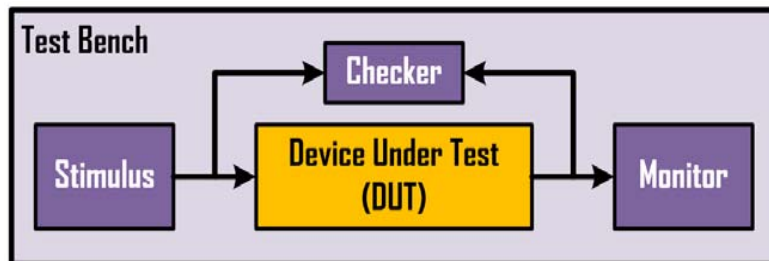 Test Bench
Checker
Stimulus
Device Under Test
(DUT)
Monitor